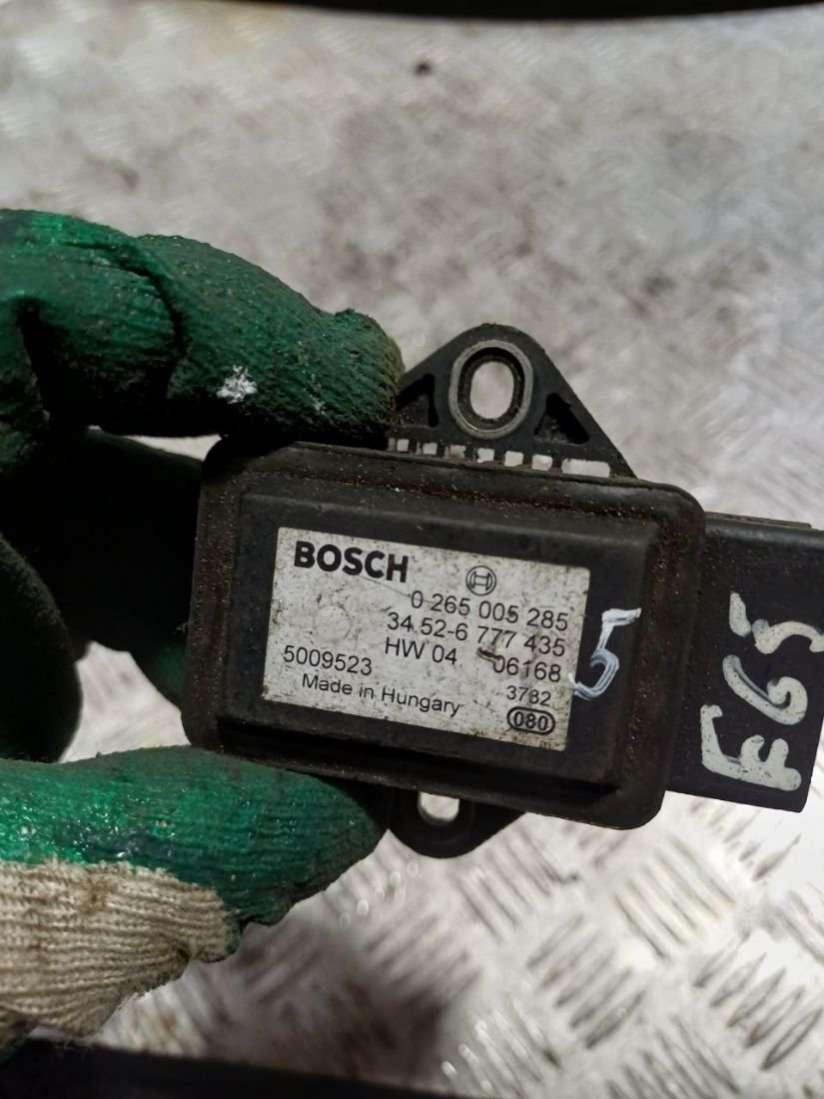 BOSCH
0 265 005 285
34.52-6 777 435
HW 04 06168
5009523 3782
Made in Hungary 080
5
E65